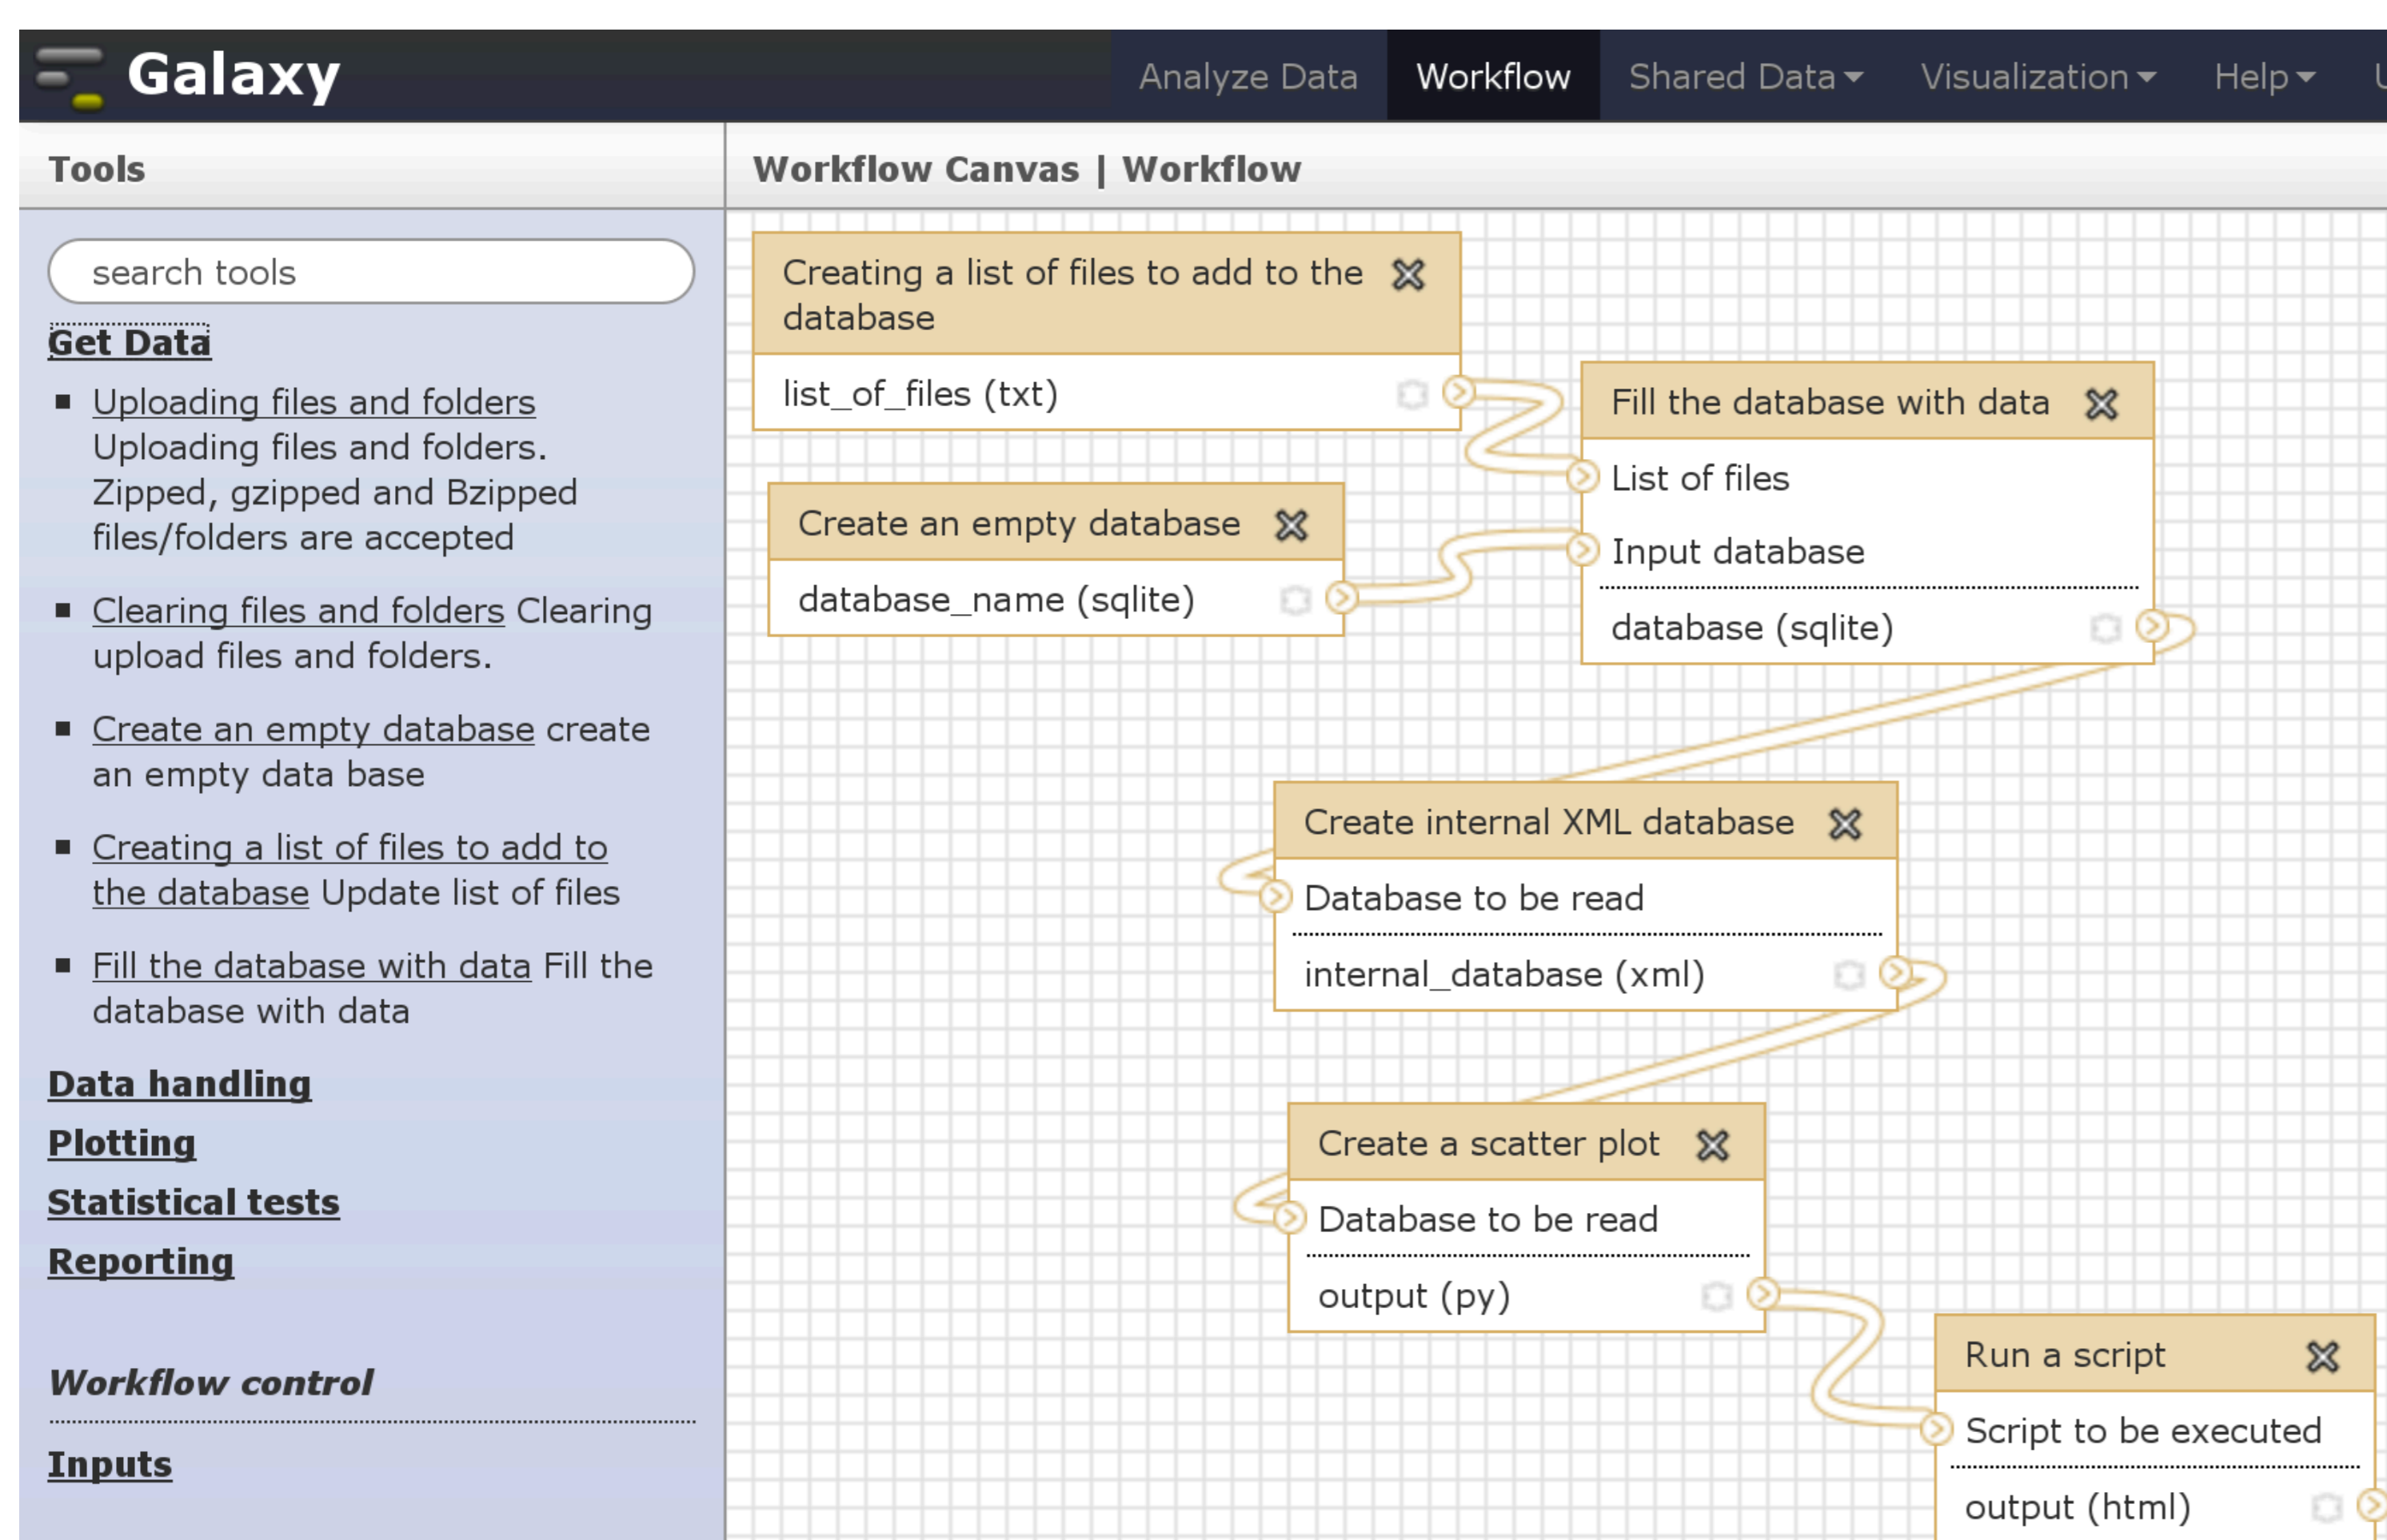 Galaxy
Analyze Data
Workflow
Shared Data
Visualization
Help
Tools
Workflow Canvas | Workflow
search tools
Get Data
Uploading files and folders
Uploading files and folders.
Zipped, gzipped and Bzipped
files/folders are accepted
Clearing files and folders Clearing
upload files and folders.
Create an empty database create
an empty data base
Creating a list of files to add to
the database Update list of files
Fill the database with data Fill the
database with data
Data handling
Plotting
Statistical tests
Reporting
Workflow control
Inputs
Creating a list of files to add to the
database
list_of_files (txt)
Create an empty database
database_name (sqlite)
Fill the database with data
List of files
Input database
database (sqlite)
Create internal XML database
Database to be read
internal_database (xml)
Create a scatter plot
Database to be read
output (py)
Run a script
Script to be executed
output (html)